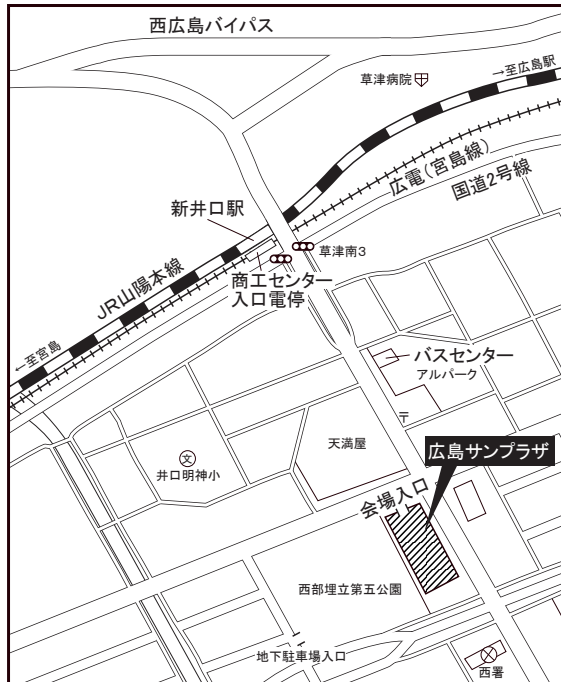 西広島バイパス
草津病院
→至広島駅
広電(宮島線)
国道2号線
新井口駅
草津南3
JR山陽本線
商工センター
入口電停
←至宮島
バスセンター
アルパーク
〒
天満屋
広島サンプラザ
文
井口明神小
会場入口
西部埋立第五公園
地下駐車場入口
西署